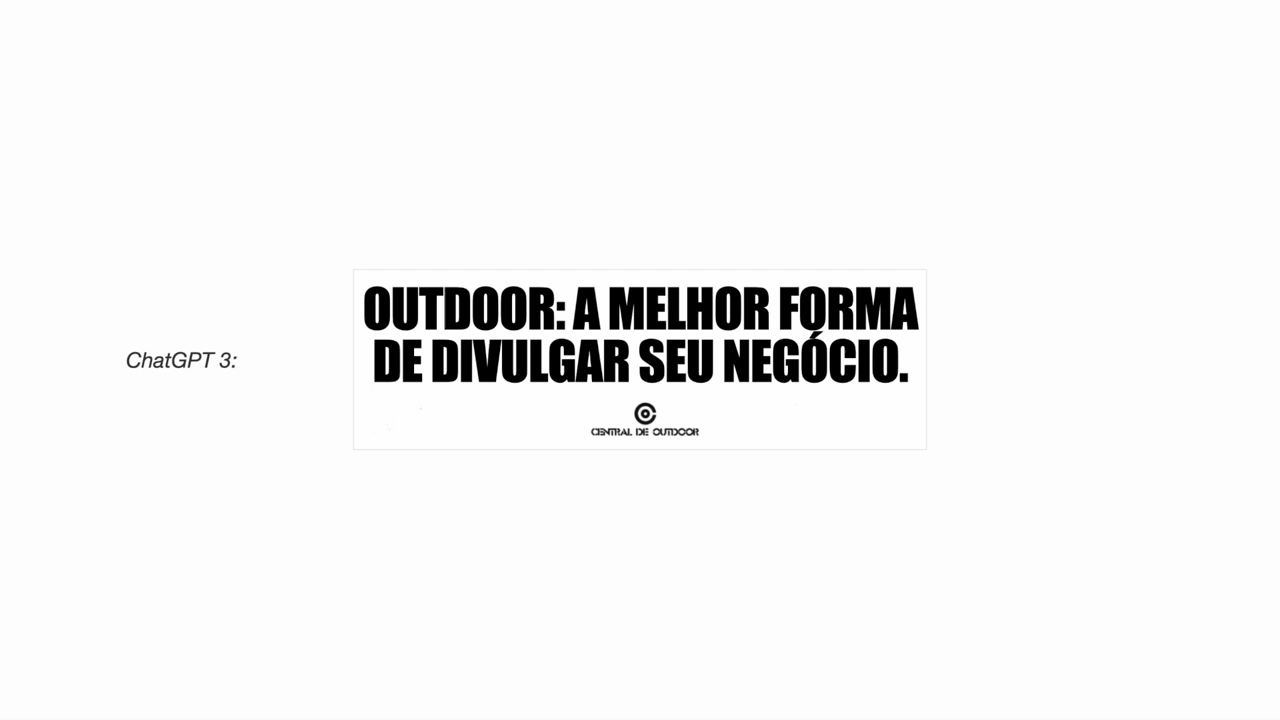 ChatGPT 3:
OUTDOOR: A MELHOR FORMA
DE DIVULGAR SEU NEGÓCIO.
CENTRAL DE OUTDOOR